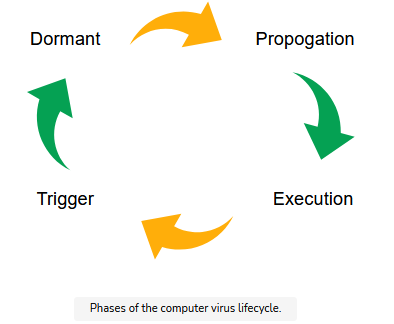 Dormant
Propogation
Trigger
Execution
Phases of the computer virus lifecycle.